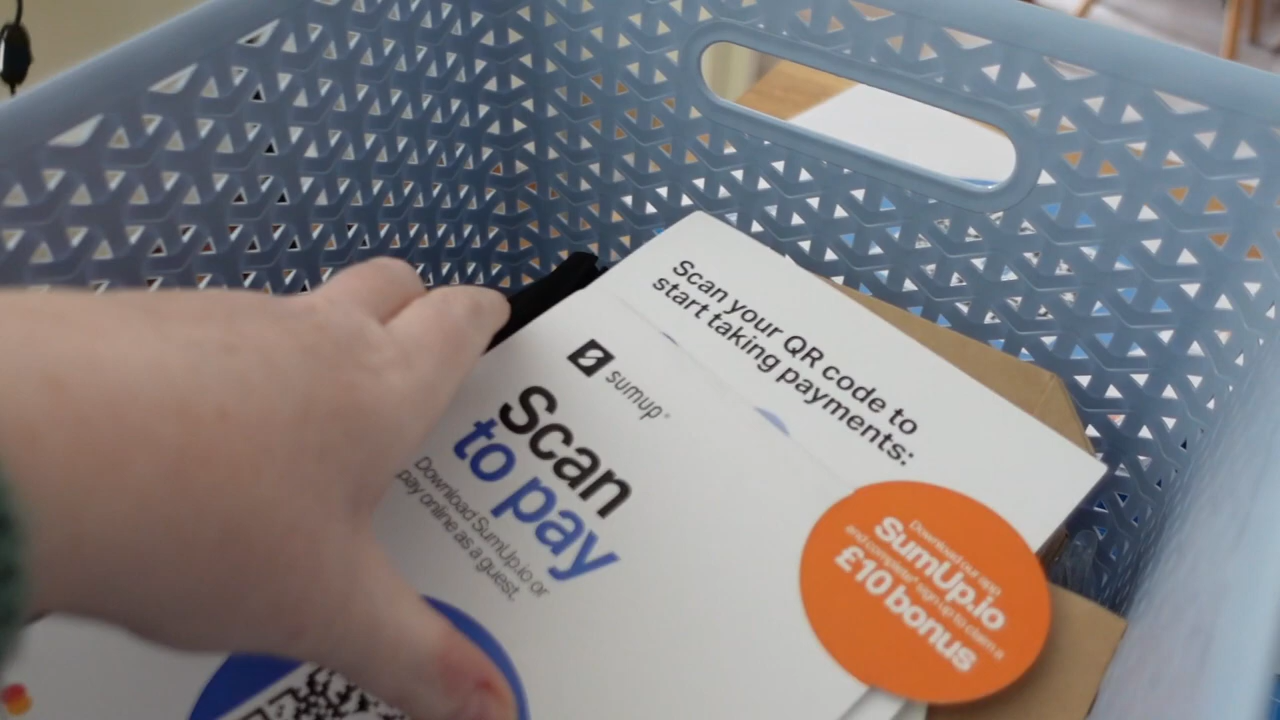 Scan your QR code to
start taking payments:
sumup®
Scan
to pay
Download SumUp.io or
pay online as a guest.
Download our app
and complete* sign up to claim it
SumUp.io
£10 bonus